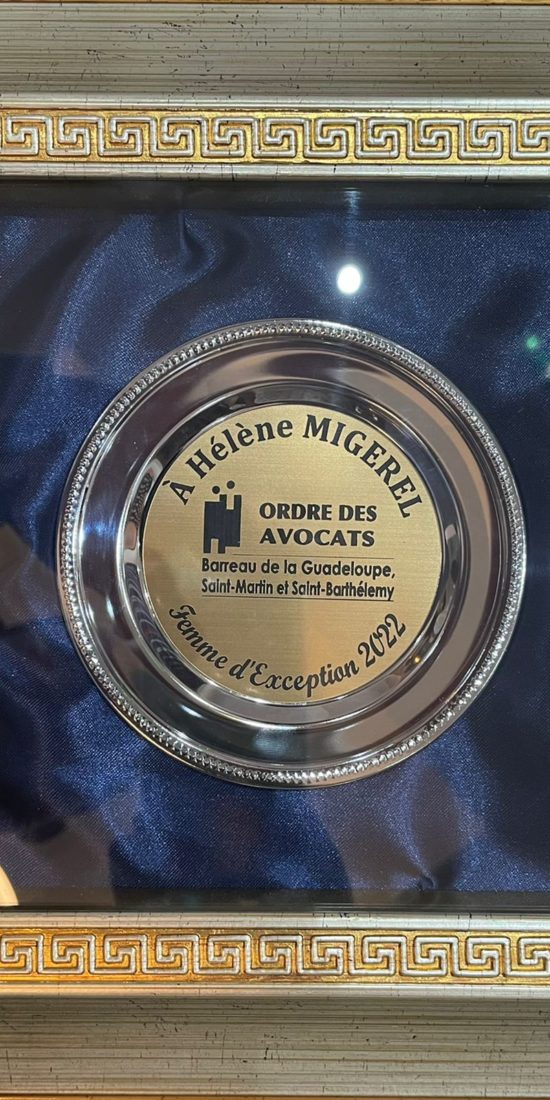 À Hélène MIGEREL
ORDRE DES
AVOCATS
Barreau de la Guadeloupe,
Saint-Martin et Saint-Barthélemy
Femme d'Exception 2022